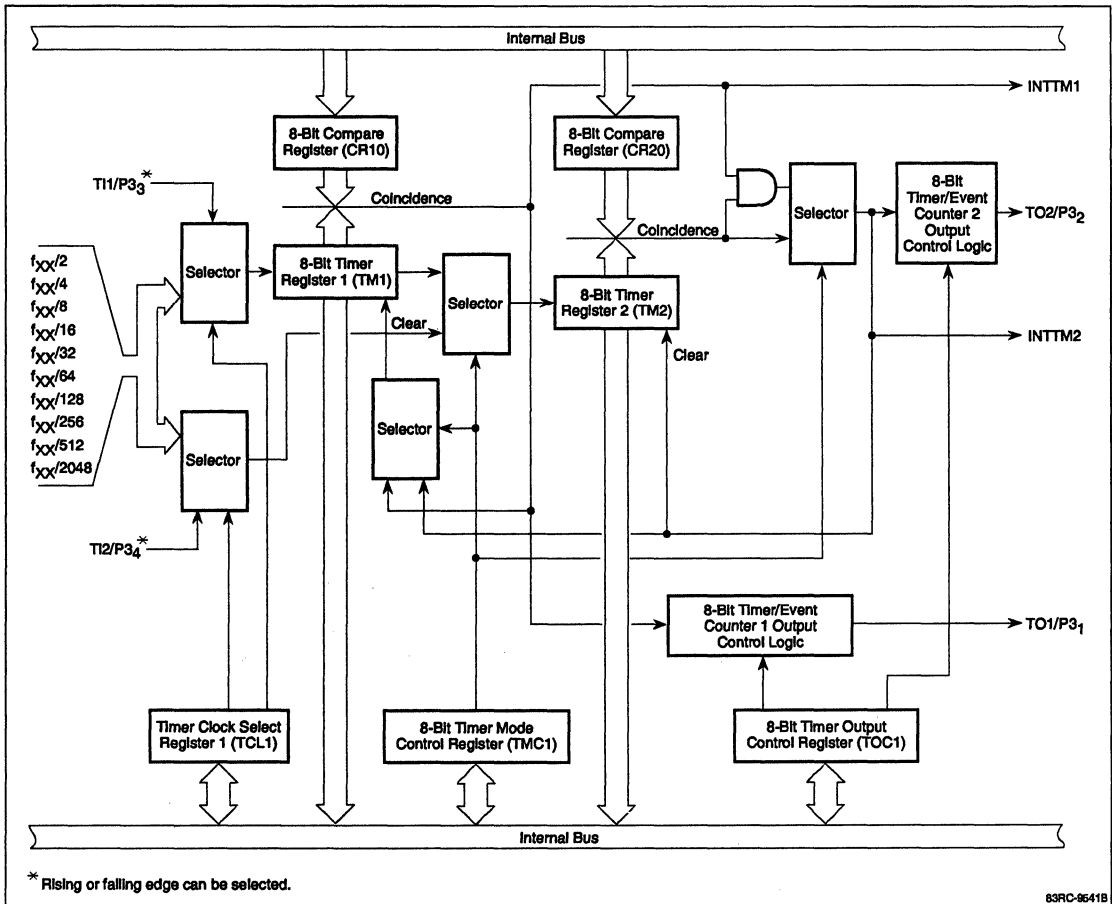 Internal Bus
INTTM1
8-Bit Compare
Register (CR10)
8-Bit Compare
Register (CR20)
TI1/P3₃*
Coincidence
Selector
8-Bit
Timer/Event
Counter 2
Output
Control Logic
TO2/P3₂
Coincidence
fXX/2
fXX/4
fXX/8
fXX/16
fXX/32
fXX/64
fXX/128
fXX/256
fXX/512
fXX/2048
Selector
8-Bit Timer
Register 1 (TM1)
Selector
8-Bit Timer
Register 2 (TM2)
Clear
INTTM2
Clear
Selector
Selector
TI2/P3₄*
8-Bit Timer/Event
Counter 1 Output
Control Logic
TO1/P3₁
Timer Clock Select
Register 1 (TCL1)
8-Bit Timer Mode
Control Register (TMC1)
8-Bit Timer Output
Control Register (TOC1)
Internal Bus
* Rising or falling edge can be selected.
83RC-9541B